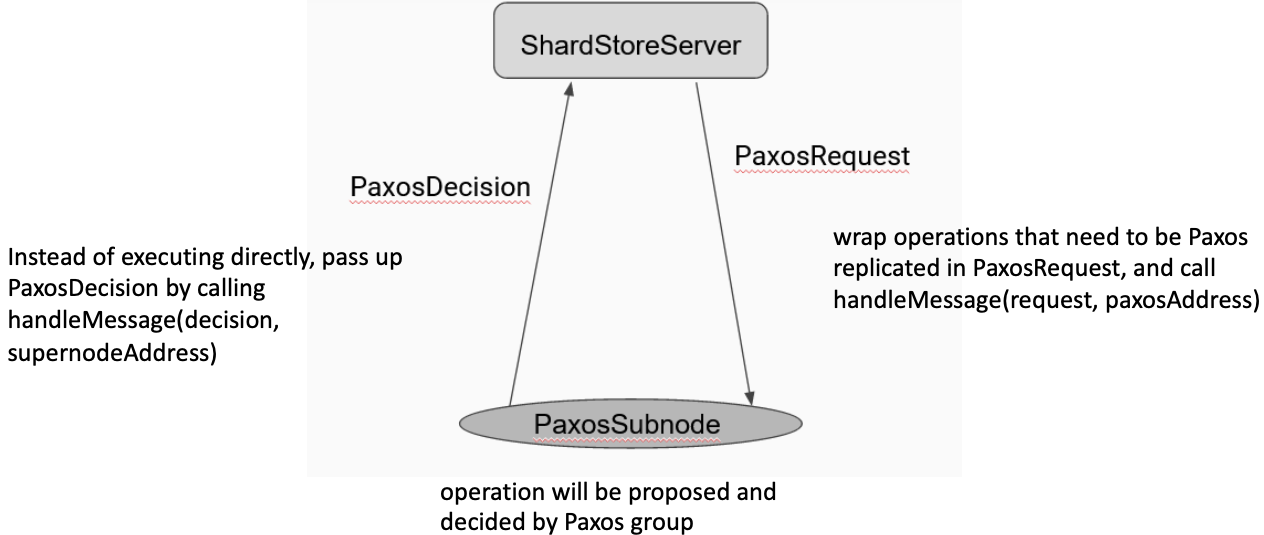 ShardStoreServer
PaxosDecision
PaxosRequest
Instead of executing directly, pass up
PaxosDecision by calling
handleMessage(decision,
supernodeAddress)
wrap operations that need to be Paxos
replicated in PaxosRequest, and call
handleMessage(request, paxosAddress)
PaxosSubnode
operation will be proposed and
decided by Paxos group